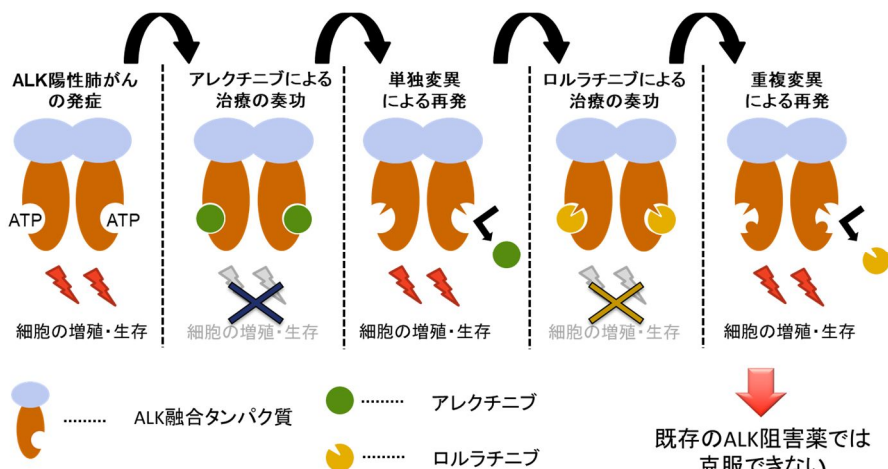 ALK陽性肺がん
の発症
アレクチニブによる
治療の奏功
単独変異
による再発
ロルラチニブによる
治療の奏功
重複変異
による再発
ATP
ATP
細胞の増殖・生存
細胞の増殖・生存
細胞の増殖・生存
細胞の増殖・生存
細胞の増殖・生存
ALK融合タンパク質
アレクチニブ
ロルラチニブ
既存のALK阻害薬では
克服できない